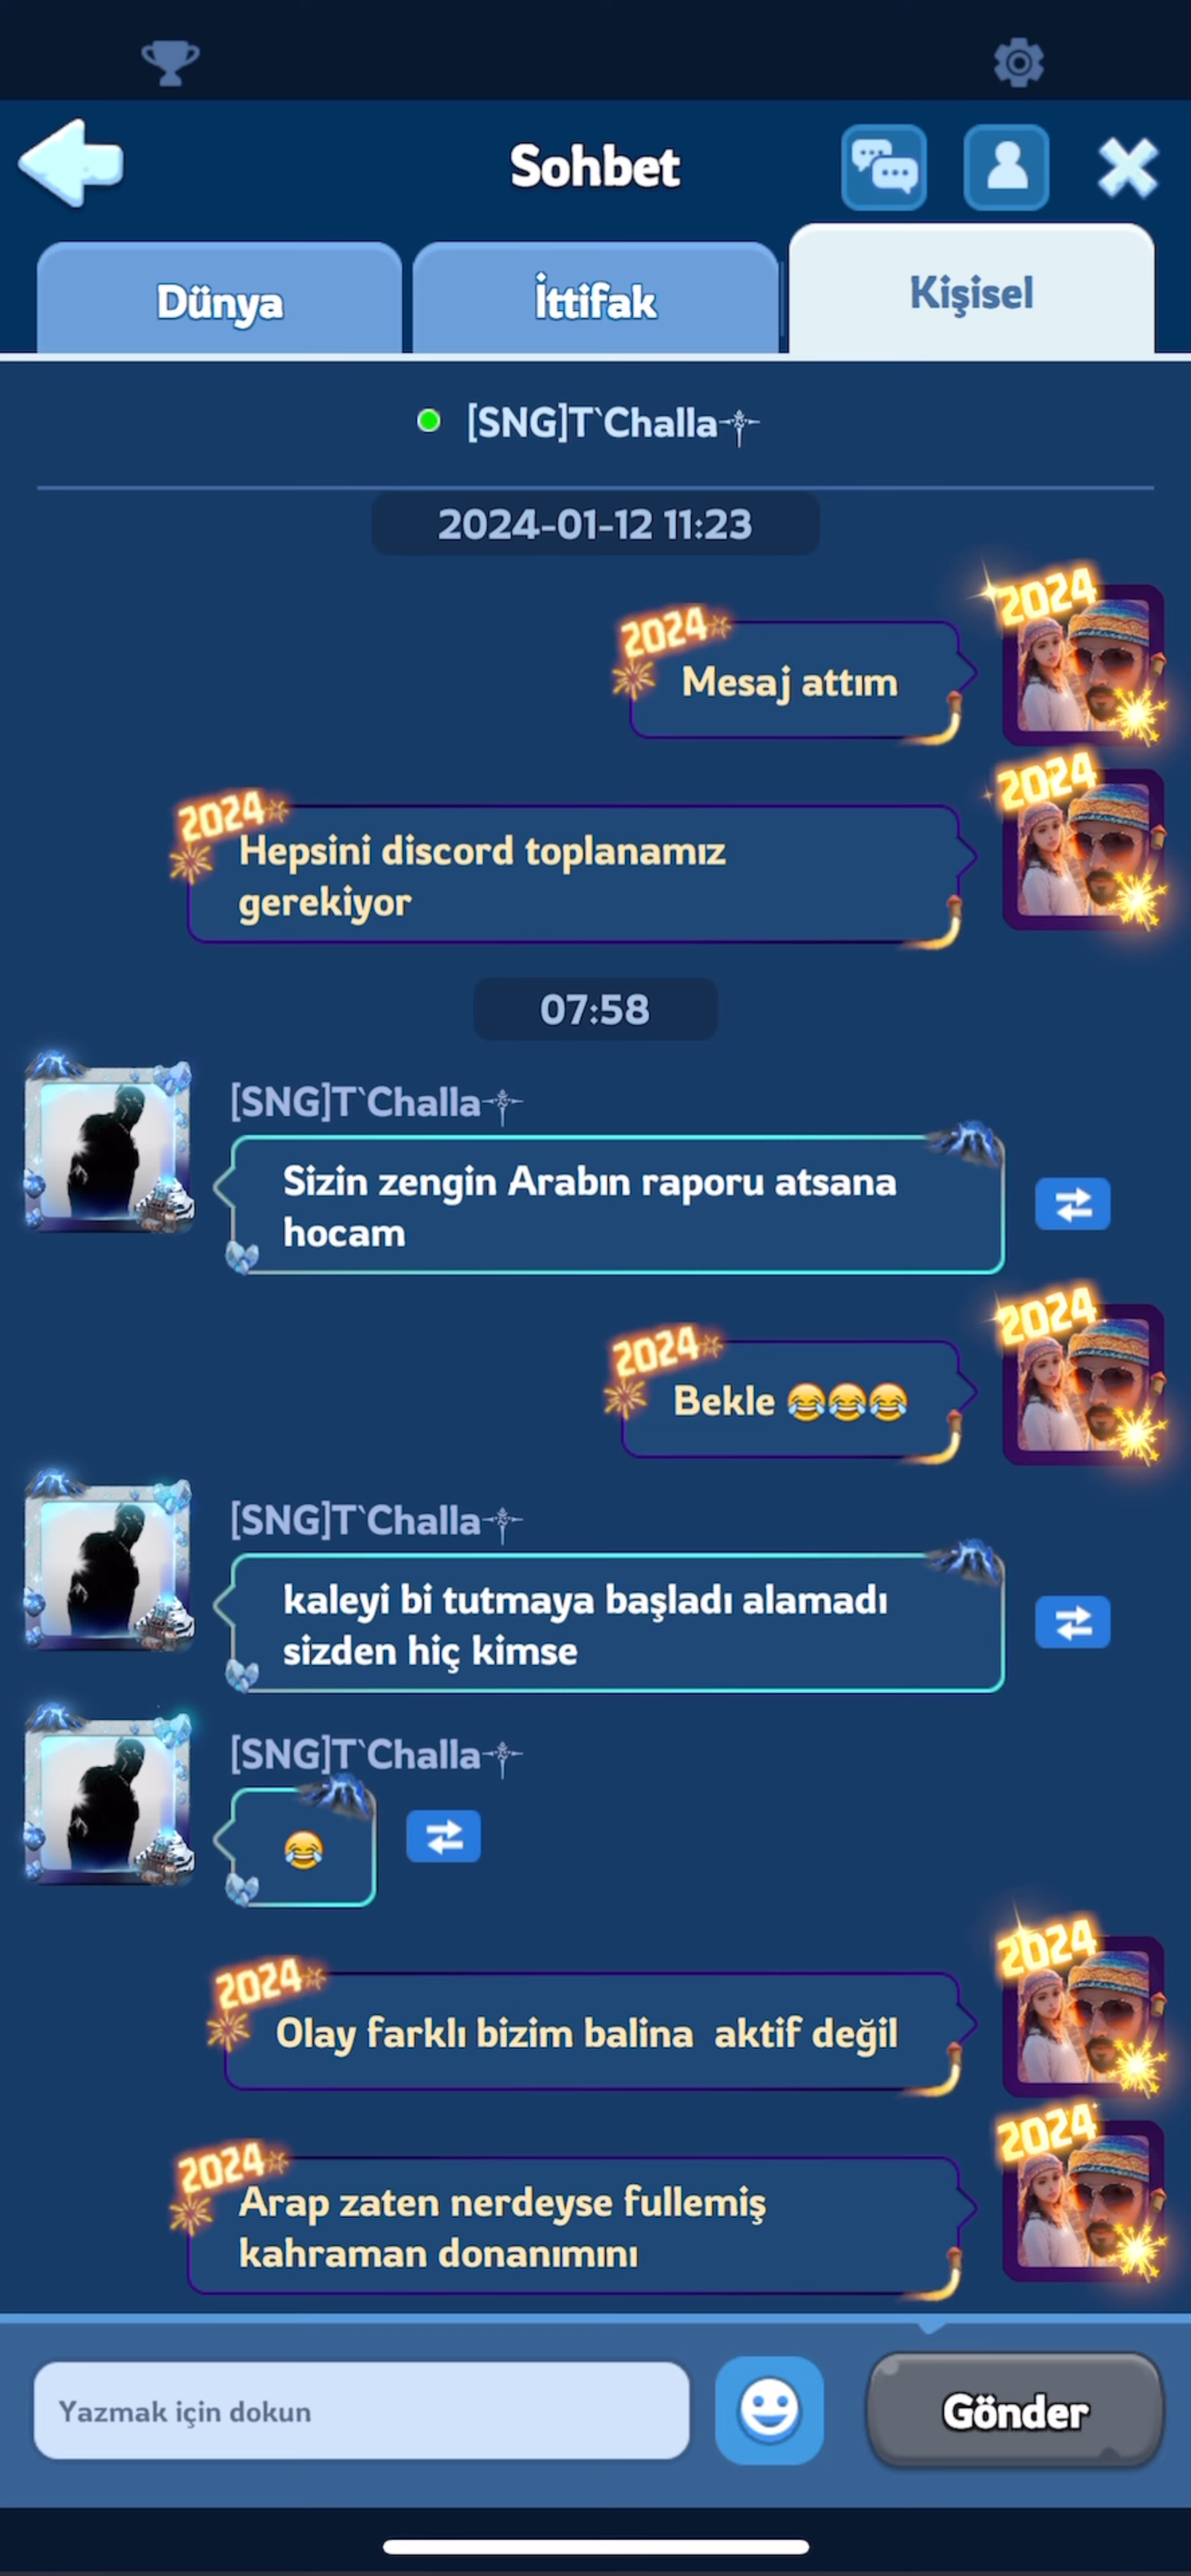 Sohbet
Dünya
İttifak
Kişisel
[SNG]T`Challa
2024-01-12 11:23
2024
2024
Mesaj attım
2024
2024
Hepsini discord toplanamız
gerekiyor
07:58
[SNG]T`Challa
Sizin zengin Arabın raporu atsana
hocam
2024
2024
Bekle 😂😂😂
[SNG]T`Challa
kaleyi bi tutmaya başladı alamadı
sizden hiç kimse
[SNG]T`Challa
😂
2024
2024
Olay farklı bizim balina  aktif değil
2024
2024
Arap zaten nerdeyse fullemiş
kahraman donanımını
Yazmak için dokun
Gönder